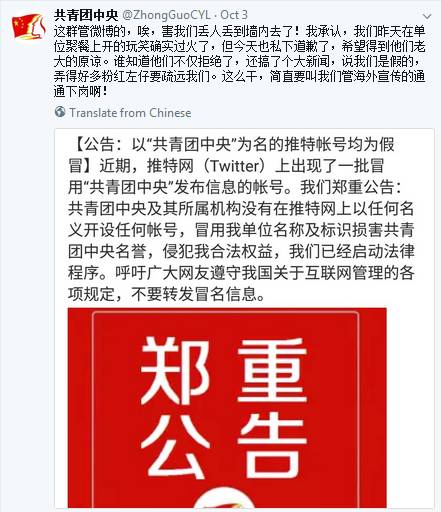 共青团中央 @ZhongGuoCYL · Oct 3
这群管微博的，唉，害我们丢人丢到墙内去了！我承认，我们昨天在单
位聚餐上开的玩笑确实过火了，但今天也私下道歉了，希望得到他们老
大的原谅。谁知道他们不仅拒绝了，还搞了个大新闻，说我们是假的，
弄得好多粉红左仔要疏远我们。这么干，简直要叫我们管海外宣传的通
通下岗啊！
Translate from Chinese
【公告：以“共青团中央”为名的推特帐号均为假
冒】近期，推特网（Twitter）上出现了一批冒
用“共青团中央”发布信息的帐号。我们郑重公告：
共青团中央及其所属机构没有在推特网上以任何名
义开设任何帐号，冒用我单位名称及标识损害共青
团中央名誉，侵犯我合法权益，我们已经启动法律
程序。呼吁广大网友遵守我国关于互联网管理的各
项规定，不要转发冒名信息。
郑重
公告